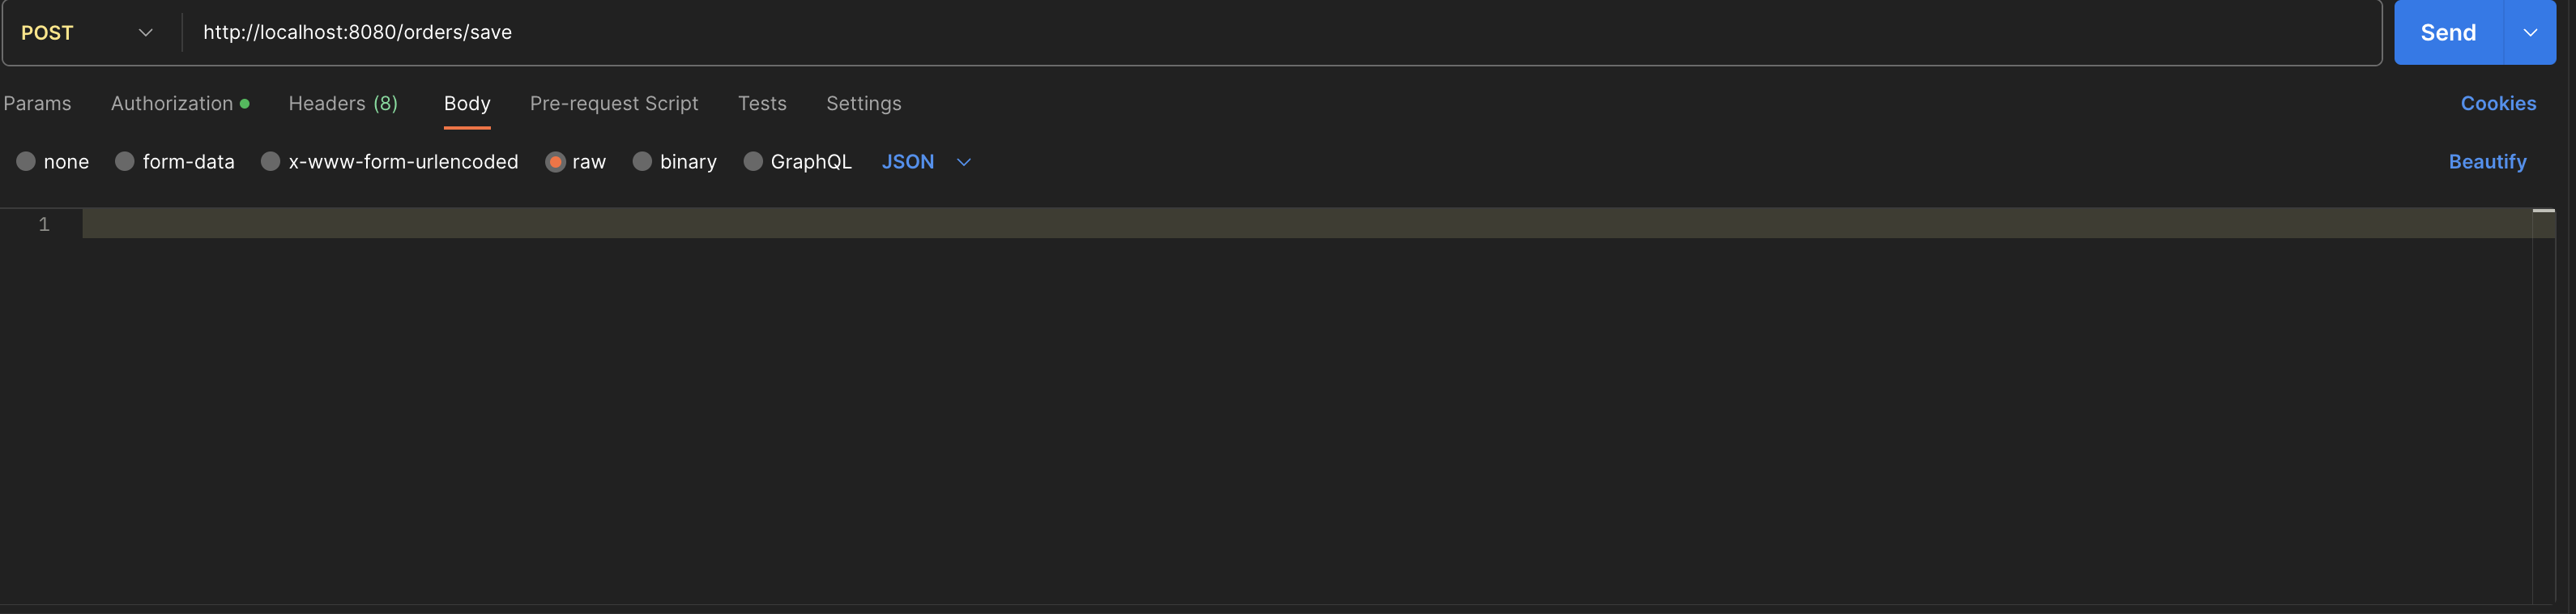 POST http://localhost:8080/orders/save Send
Params Authorization Headers (8) Body Pre-request Script Tests Settings Cookies
none form-data x-www-form-urlencoded raw binary GraphQL JSON Beautify
1